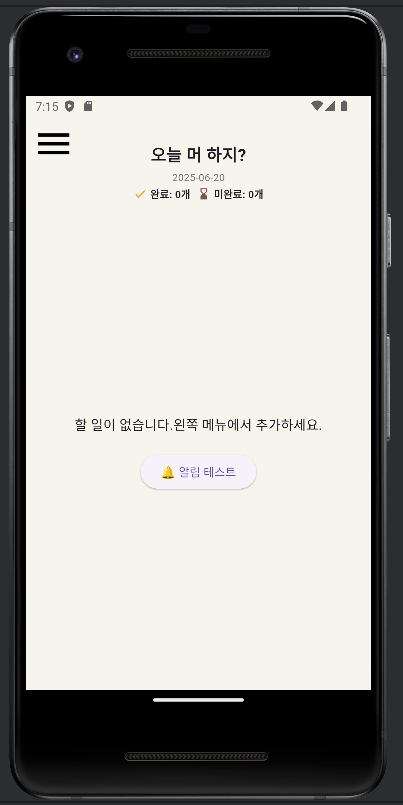 7:15
오늘 머 하지?
2025-06-20
완료: 0개 미완료: 0개
할 일이 없습니다.왼쪽 메뉴에서 추가하세요.
알림 테스트